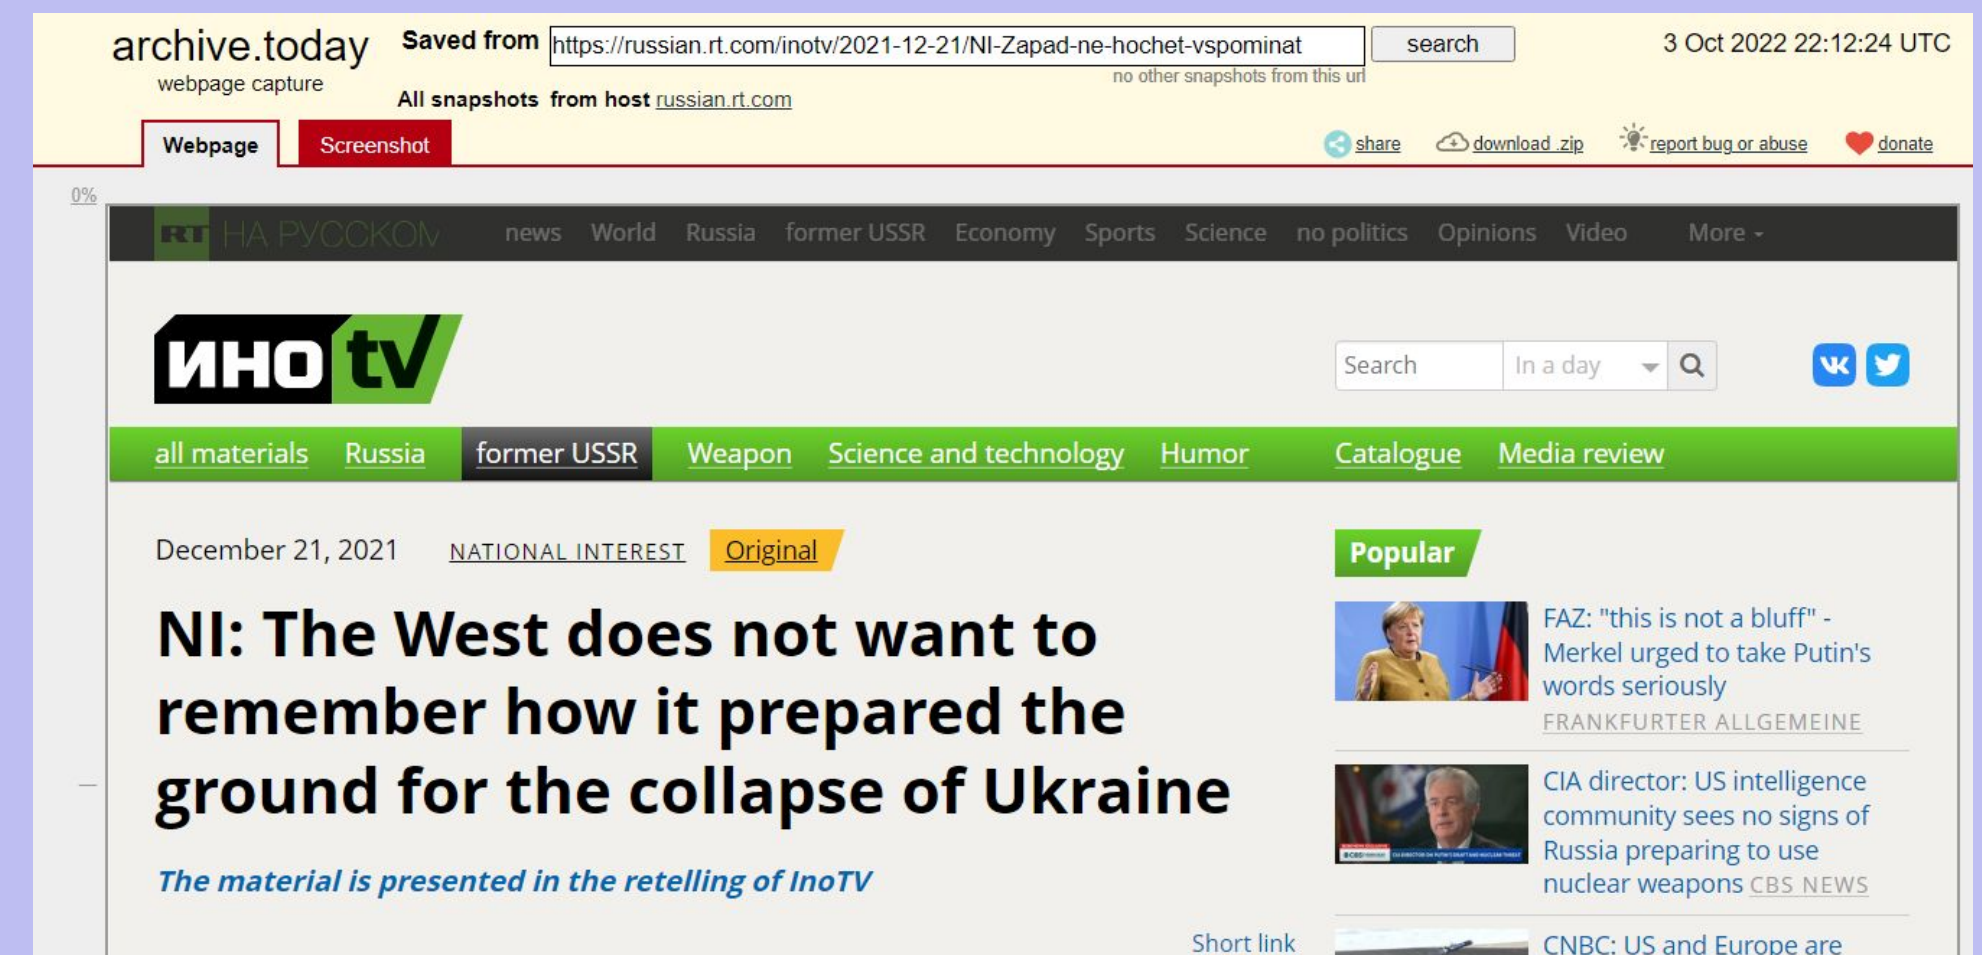 archive.today
webpage capture
Saved from https://russian.rt.com/inotv/2021-12-21/NI-Zapad-ne-hochet-vspominat search
no other snapshots from this url
3 Oct 2022 22:12:24 UTC
All snapshots from host russian.rt.com
Webpage Screenshot
share download .zip report bug or abuse donate
0%
RT НА РУССКОМ news World Russia former USSR Economy Sports Science no politics Opinions Video More
ИНО tv
Search In a day
all materials Russia former USSR Weapon Science and technology Humor Catalogue Media review
December 21, 2021 NATIONAL INTEREST Original
NI: The West does not want to
remember how it prepared the
ground for the collapse of Ukraine
The material is presented in the retelling of InoTV
Short link
Popular
FAZ: "this is not a bluff" -
Merkel urged to take Putin's
words seriously
FRANKFURTER ALLGEMEINE
CIA director: US intelligence
community sees no signs of
Russia preparing to use
nuclear weapons CBS NEWS
CNBC: US and Europe are